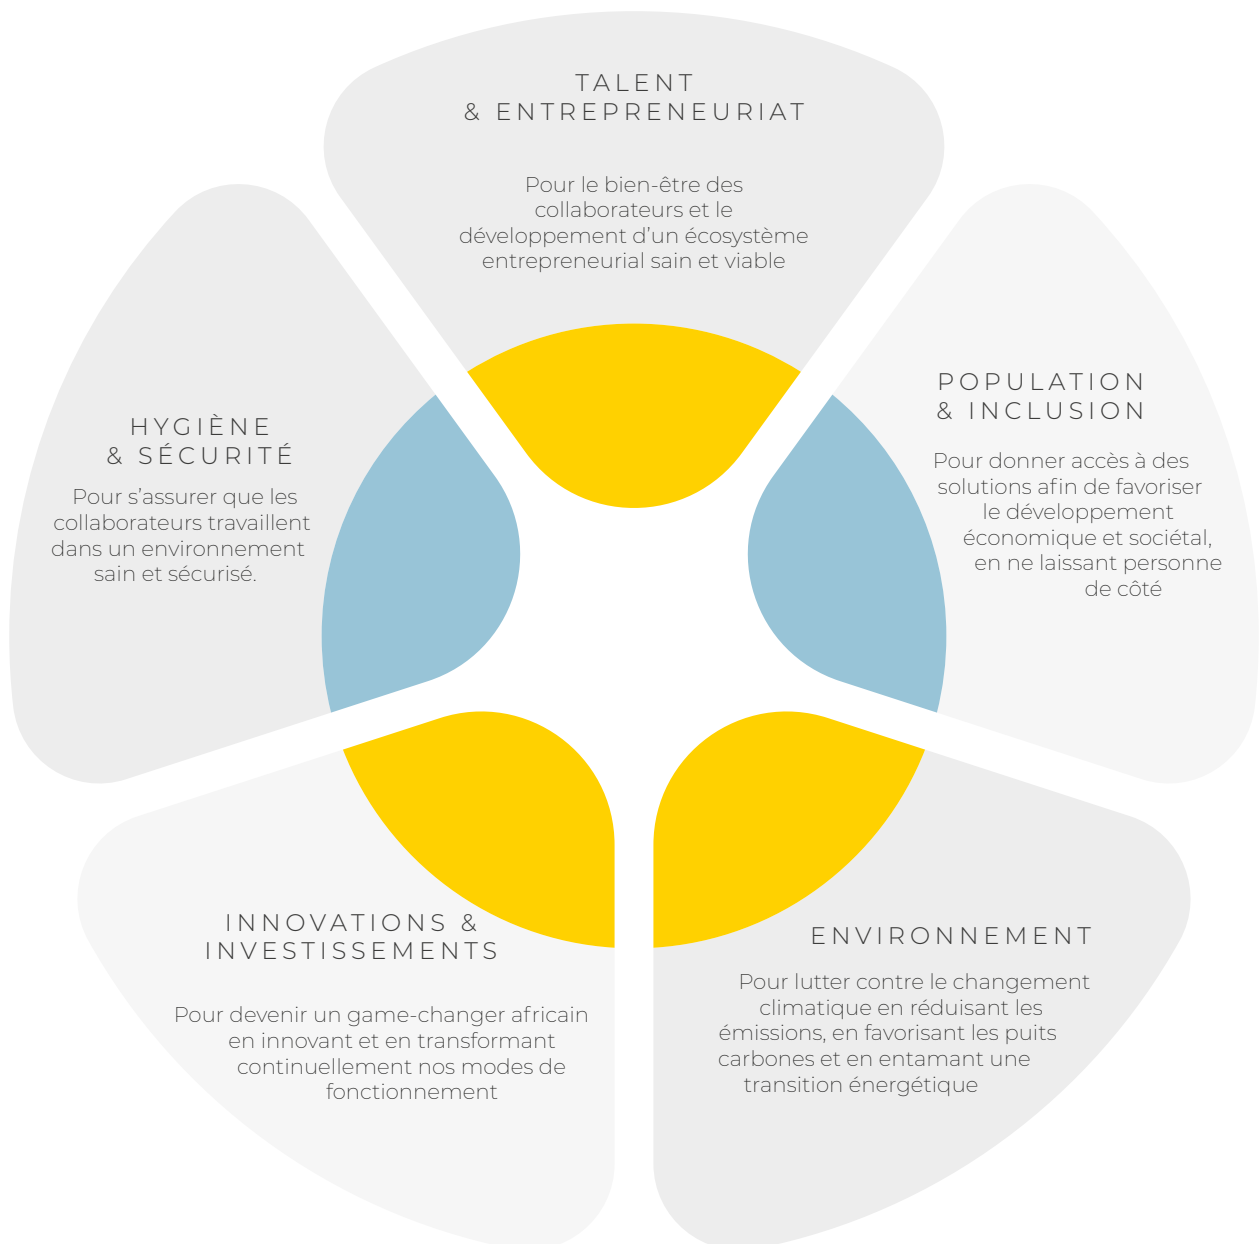 TALENT
& ENTREPRENEURIAT
Pour le bien-être des
collaborateurs et le
développement d'un écosystème
entrepreneurial sain et viable
POPULATION
& INCLUSION
Pour donner accès à des
solutions afin de favoriser
le développement
économique et sociétal,
en ne laissant personne
de côté
HYGIÈNE
& SÉCURITÉ
Pour s'assurer que les
collaborateurs travaillent
dans un environnement
sain et sécurisé.
INNOVATIONS &
INVESTISSEMENTS
Pour devenir un game-changer africain
en innovant et en transformant
continuellement nos modes de
fonctionnement
ENVIRONNEMENT
Pour lutter contre le changement
climatique en réduisant les
émissions, en favorisant les puits
carbones et en entamant une
transition énergétique